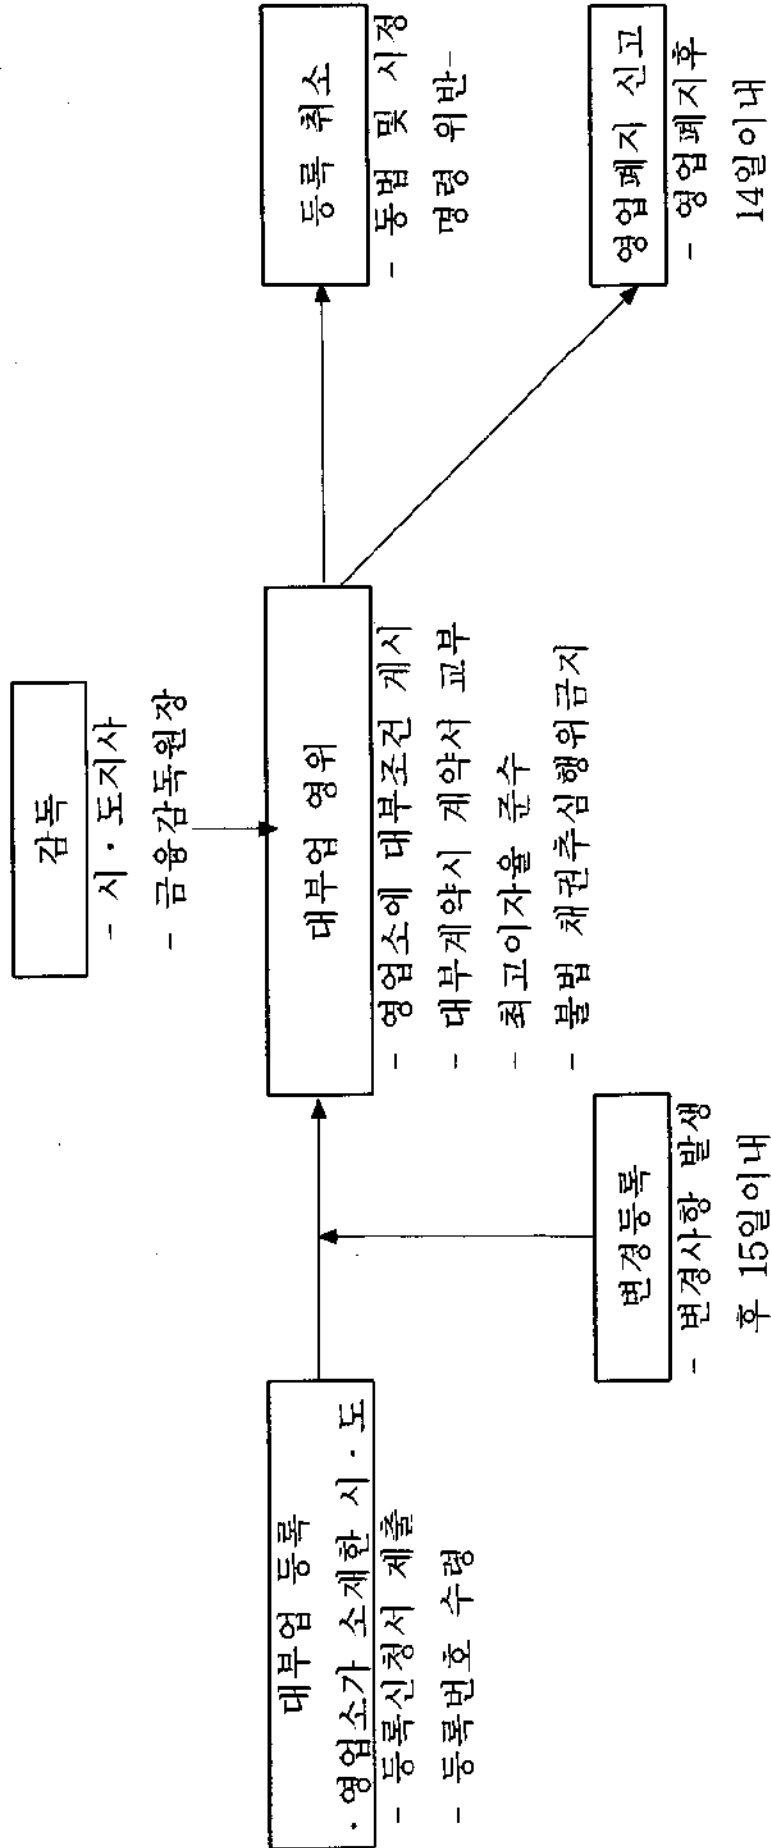 감독
- 시·도지사
- 금융감독원장
대부업 등록
· 영업소가 소재한 시·도
- 등록신청서 제출
- 등록번호 수령
대부업 영위
- 영업소에 대부조건 게시
- 대부계약시 계약서 교부
- 최고이자율 준수
- 불법 채권추심행위금지
등록 취소
- 동법 및 시정
명령 위반-
변경등록
- 변경사항 발생
후 15일이내
영업폐지 신고
- 영업폐지후
14일이내